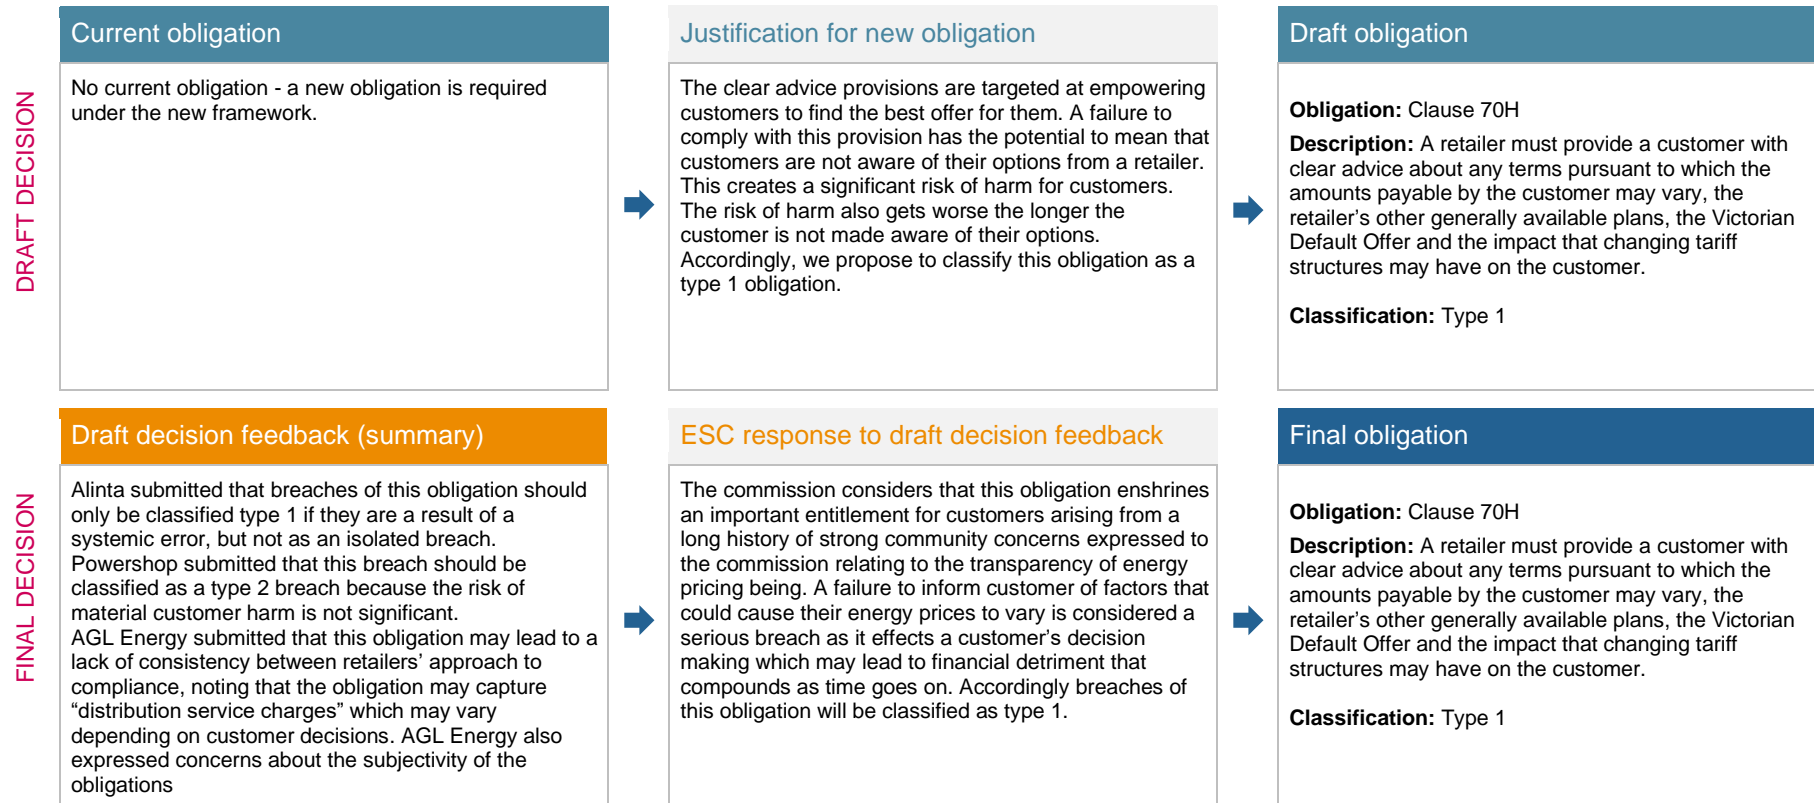 DRAFT DECISION
Current obligation
No current obligation - a new obligation is required
under the new framework.
Justification for new obligation
The clear advice provisions are targeted at empowering
customers to find the best offer for them. A failure to
comply with this provision has the potential to mean that
customers are not aware of their options from a retailer.
This creates a significant risk of harm for customers.
The risk of harm also gets worse the longer the
customer is not made aware of their options.
Accordingly, we propose to classify this obligation as a
type 1 obligation.
Draft obligation
Obligation: Clause 70H
Description: A retailer must provide a customer with
clear advice about any terms pursuant to which the
amounts payable by the customer may vary, the
retailer’s other generally available plans, the Victorian
Default Offer and the impact that changing tariff
structures may have on the customer.
Classification: Type 1
FINAL DECISION
Draft decision feedback (summary)
Alinta submitted that breaches of this obligation should
only be classified type 1 if they are a result of a
systemic error, but not as an isolated breach.
Powershop submitted that this breach should be
classified as a type 2 breach because the risk of
material customer harm is not significant.
AGL Energy submitted that this obligation may lead to a
lack of consistency between retailers’ approach to
compliance, noting that the obligation may capture
“distribution service charges” which may vary
depending on customer decisions. AGL Energy also
expressed concerns about the subjectivity of the
obligations
ESC response to draft decision feedback
The commission considers that this obligation enshrines
an important entitlement for customers arising from a
long history of strong community concerns expressed to
the commission relating to the transparency of energy
pricing being. A failure to inform customer of factors that
could cause their energy prices to vary is considered a
serious breach as it effects a customer’s decision
making which may lead to financial detriment that
compounds as time goes on. Accordingly breaches of
this obligation will be classified as type 1.
Final obligation
Obligation: Clause 70H
Description: A retailer must provide a customer with
clear advice about any terms pursuant to which the
amounts payable by the customer may vary, the
retailer’s other generally available plans, the Victorian
Default Offer and the impact that changing tariff
structures may have on the customer.
Classification: Type 1